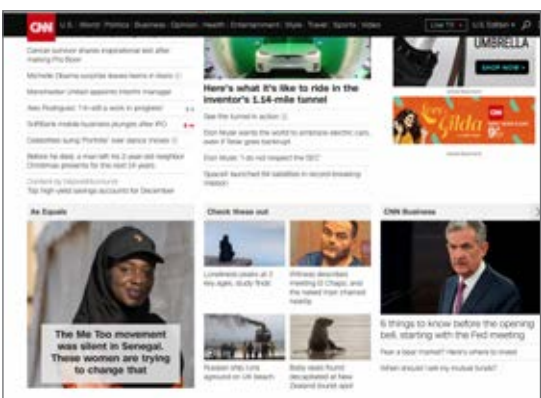 CNN
U.S. World Politics Business Opinion Health Entertainment Style Travel Sports Video
Live TV
U.S. Edition
Cancer survivor shares inspirational text after
making Pro Bowl
Michelle Obama surprise leaves teens in tears
Manchester United appoints interim manager
Alex Rodriguez: 'I'm still a work in progress'
SoftBank mobile business plunges after IPO
Celebrities sung 'Fortnite' over dance moves
Before he died, a man left his 2-year-old neighbor
Christmas presents for the next 14 years
Content by
Top high yield savings accounts for December
Here's what it's like to ride in the
inventor's 1.14-mile tunnel
See the tunnel in action
Elon Musk wants the world to embrace electric cars,
even if Tesla goes bankrupt
Elon Musk: 'I do not respect the SEC'
SpaceX launched 64 satellites in record-breaking
mission
UMBRELLA
SHOP NOW
Love, Gilda
CNN
9
As Equals
The Me Too movement
was silent in Senegal.
These women are trying
to change that
Check these out
Loneliness peaks at 3
key ages, study finds
Witness described
meeting El Chapo, and
the naked man chained
nearby
Russian ship runs
aground on UK beach
Baby seals found
decapitated at New
Zealand tourist spot
CNN Business
6 things to know before the opening
bell, starting with the Fed meeting
Fear a bear market? Here's where to invest
When should I sell my mutual funds?